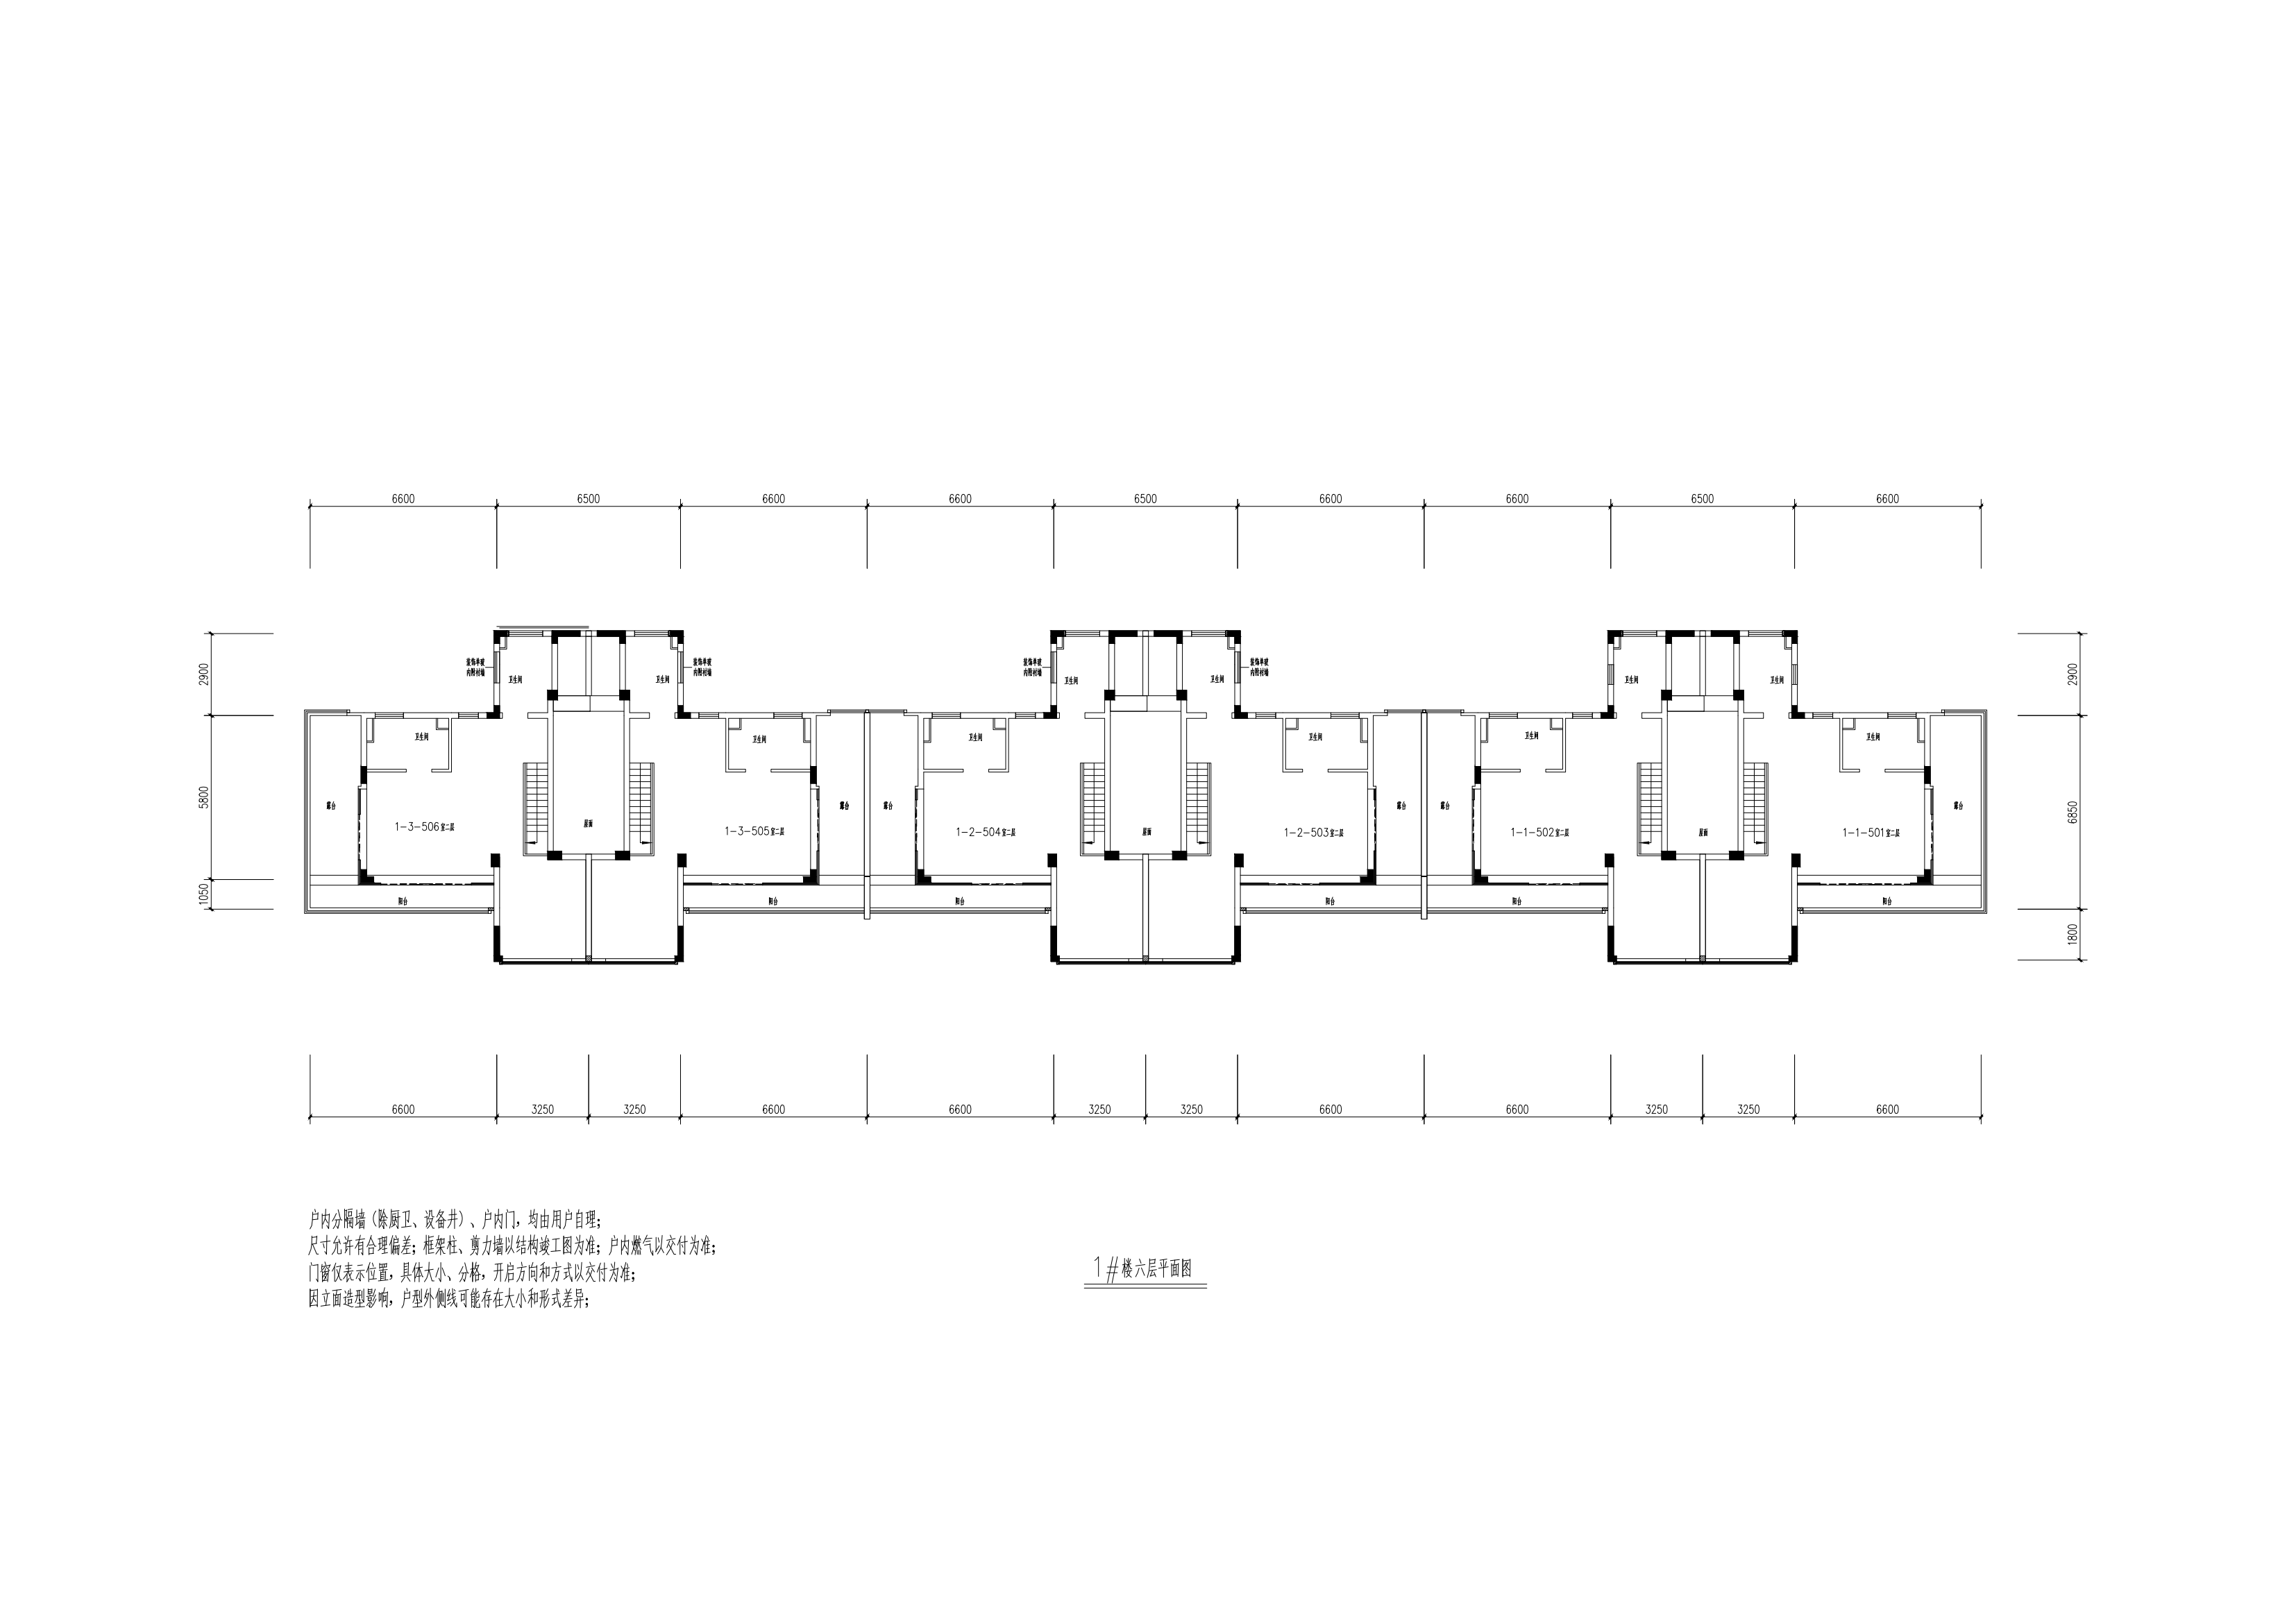 6600 6500 6600 6600 6500 6600 6600 6500 6600
2900
5800
1050
2900
6850
1800
装饰单玻
内附衬墙
装饰单玻
内附衬墙
装饰单玻
内附衬墙
装饰单玻
内附衬墙
卫生间 卫生间 卫生间 卫生间 卫生间 卫生间
卫生间 卫生间 卫生间 卫生间 卫生间 卫生间
露台 露台 露台 露台 露台 露台
1-3-506室二层 屋面 1-3-505室二层 1-2-504室二层 屋面 1-2-503室二层 1-1-502室二层 屋面 1-1-501室二层
阳台 阳台 阳台 阳台 阳台 阳台
6600 3250 3250 6600 6600 3250 3250 6600 6600 3250 3250 6600
户内分隔墙（除厨卫、设备井）、户内门，均由用户自理；
尺寸允许有合理偏差；框架柱、剪力墙以结构竣工图为准；户内燃气以交付为准；
门窗仅表示位置，具体大小、分格，开启方向和方式以交付为准；
因立面造型影响，户型外侧线可能存在大小和形式差异；
1#楼六层平面图